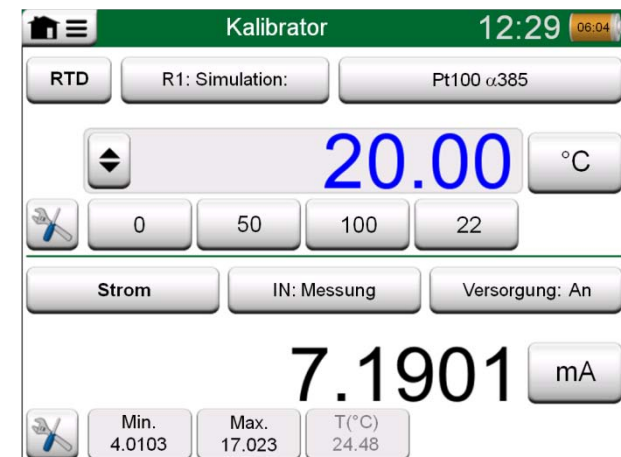 Kalibrator 12:29 06:04
RTD R1: Simulation: Pt100 α385
20.00 °C
0 50 100 22
Strom IN: Messung Versorgung: An
7.1901 mA
Min. Max. T(°C)
4.0103 17.023 24.48